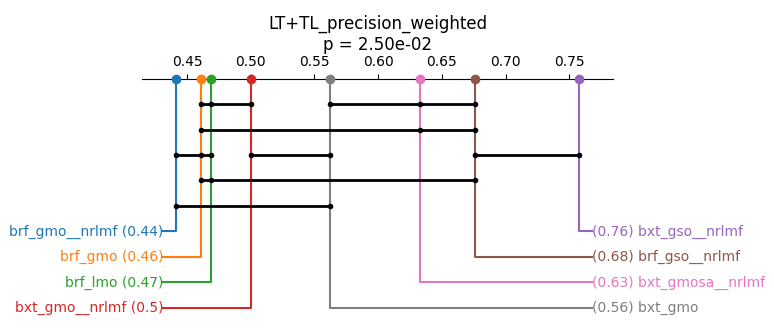 LT+TL_precision_weighted
p = 2.50e-02
0.45 0.50 0.55 0.60 0.65 0.70 0.75
brf_gmo__nrlmf (0.44) (0.76) bxt_gso__nrlmf
brf_gmo (0.46) (0.68) brf_gso__nrlmf
brf_lmo (0.47) (0.63) bxt_gmosa__nrlmf
bxt_gmo__nrlmf (0.5) (0.56) bxt_gmo